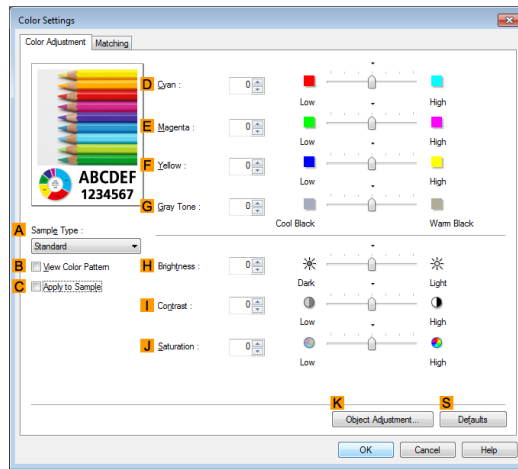 Color Settings
Color Adjustment Matching
ABCDEF
1234567
D Cyan : 0
Low High
E Magenta : 0
Low High
F Yellow : 0
Low High
G Gray Tone : 0
Cool Black Warm Black
A Sample Type :
Standard
B View Color Pattern
C Apply to Sample
H Brightness : 0
Dark Light
I Contrast : 0
Low High
J Saturation : 0
Low High
K S
Object Adjustment... Defaults
OK Cancel Help